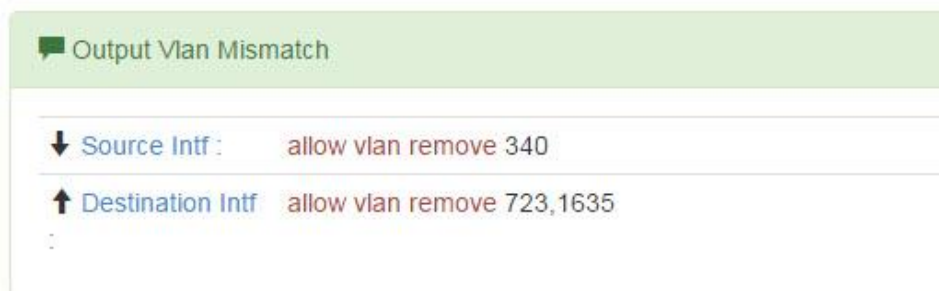 Output Vlan Mismatch
Source Intf : allow vlan remove 340
Destination Intf allow vlan remove 723,1635
: